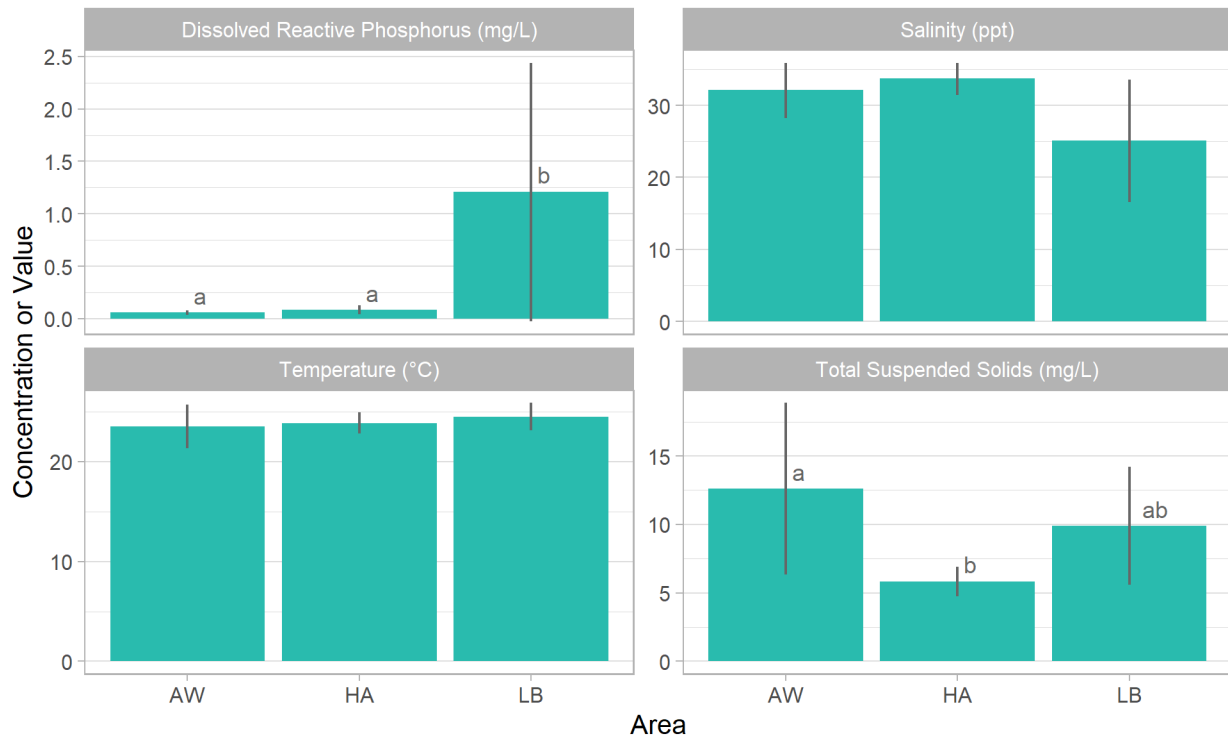 Dissolved Reactive Phosphorus (mg/L)
Salinity (ppt)
2.5
2.0
1.5
1.0
0.5
0.0
a
a
b
30
20
10
0
Temperature (°C)
Total Suspended Solids (mg/L)
20
10
0
15
10
5
0
a
b
ab
AW
HA
LB
AW
HA
LB
Concentration or Value
Area